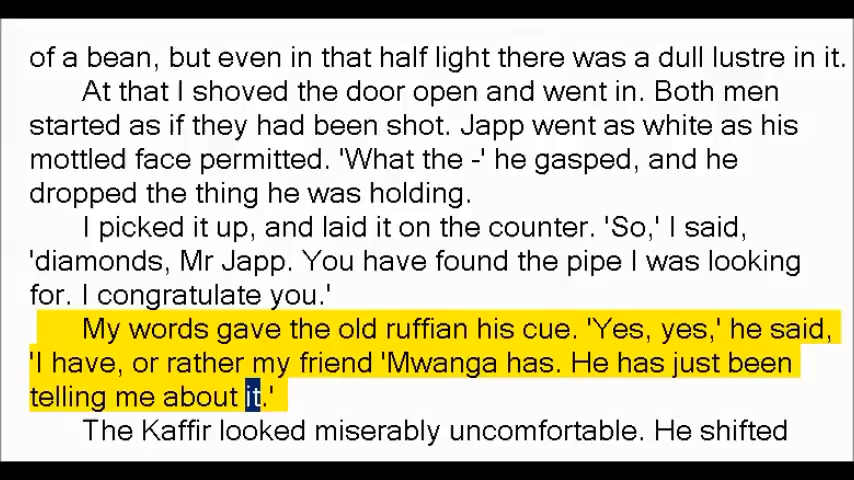 of a bean, but even in that half light there was a dull lustre in it.
At that I shoved the door open and went in. Both men
started as if they had been shot. Japp went as white as his
mottled face permitted. 'What the -' he gasped, and he
dropped the thing he was holding.
I picked it up, and laid it on the counter. 'So,' I said,
'diamonds, Mr Japp. You have found the pipe I was looking
for. I congratulate you.'
My words gave the old ruffian his cue. 'Yes, yes,' he said,
'I have, or rather my friend 'Mwanga has. He has just been
telling me about it.'
The Kaffir looked miserably uncomfortable. He shifted